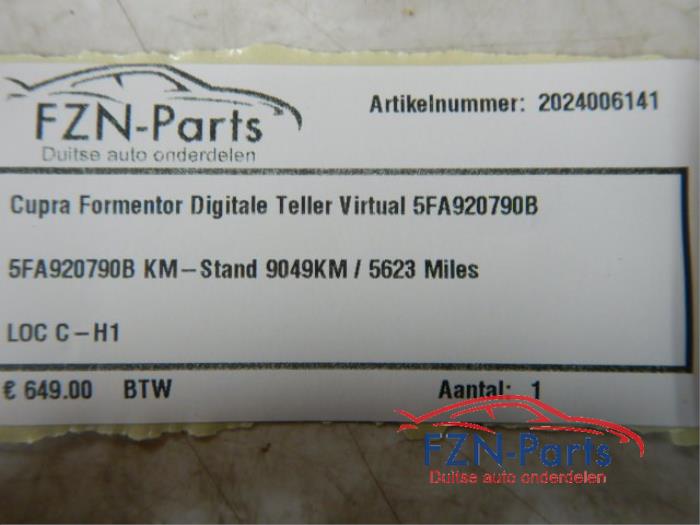 FZN-Parts
Duitse auto onderdelen
Artikelnummer: 2024006141
Cupra Formentor Digitale Teller Virtual 5FA920790B
5FA920790B KM-Stand 9049KM / 5623 Miles
LOC C-H1
€ 649.00 BTW Aantal: 1
FZN-Parts
Duitse auto onderdelen